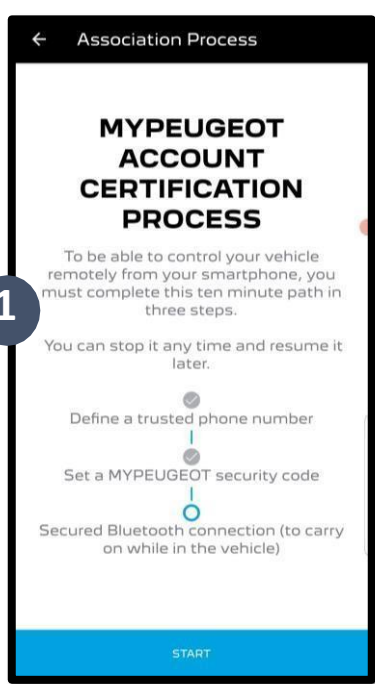 Association Process
MYPEUGEOT
ACCOUNT
CERTIFICATION
PROCESS
To be able to control your vehicle
remotely from your smartphone, you
must complete this ten minute path in
three steps.
1
You can stop it any time and resume it
later.
Define a trusted phone number
Set a MYPEUGEOT security code
Secured Bluetooth connection (to carry
on while in the vehicle)
START